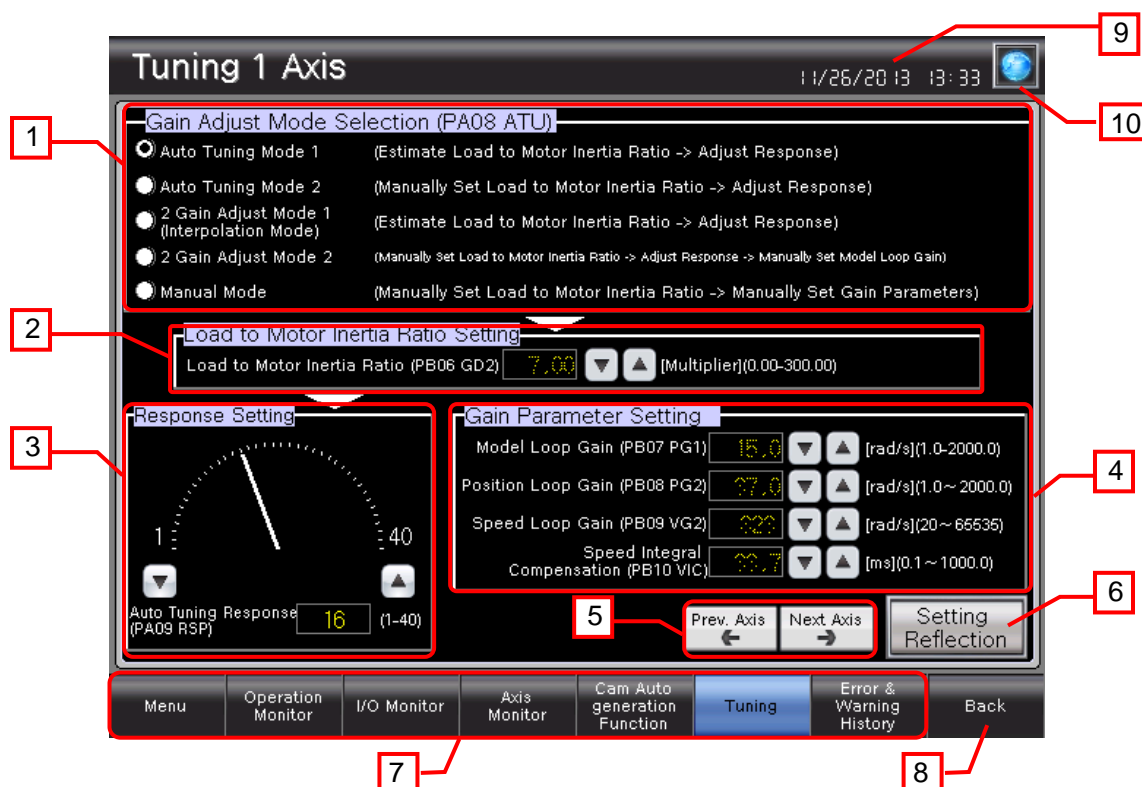 9
Tuning 1 Axis
11/26/2013 13:33
10
1
Gain Adjust Mode Selection (PA08 ATU)
Auto Tuning Mode 1 (Estimate Load to Motor Inertia Ratio -> Adjust Response)
Auto Tuning Mode 2 (Manually Set Load to Motor Inertia Ratio -> Adjust Response)
2 Gain Adjust Mode 1
(Interpolation Mode) (Estimate Load to Motor Inertia Ratio -> Adjust Response)
2 Gain Adjust Mode 2 (Manually Set Load to Motor Inertia Ratio -> Adjust Response -> Manually Set Model Loop Gain)
Manual Mode (Manually Set Load to Motor Inertia Ratio -> Manually Set Gain Parameters)
2
Load to Motor Inertia Ratio Setting
Load to Motor Inertia Ratio (PB06 GD2) 7.00 [Multiplier](0.00-300.00)
3
Response Setting
1
40
Auto Tuning Response
(PA09 RSP) 16 (1-40)
Gain Parameter Setting
Model Loop Gain (PB07 PG1) 15.0 [rad/s](1.0-2000.0)
Position Loop Gain (PB08 PG2) 37.0 [rad/s](1.0~2000.0)
Speed Loop Gain (PB09 VG2) [rad/s](20~65535)
Speed Integral
Compensation (PB10 VIC) [ms](0.1~1000.0)
4
5
Prev. Axis
Next Axis
Setting
Reflection
6
Menu
Operation
Monitor
I/O Monitor
Axis
Monitor
Cam Auto
generation
Function
Tuning
Error &
Warning
History
Back
7
8